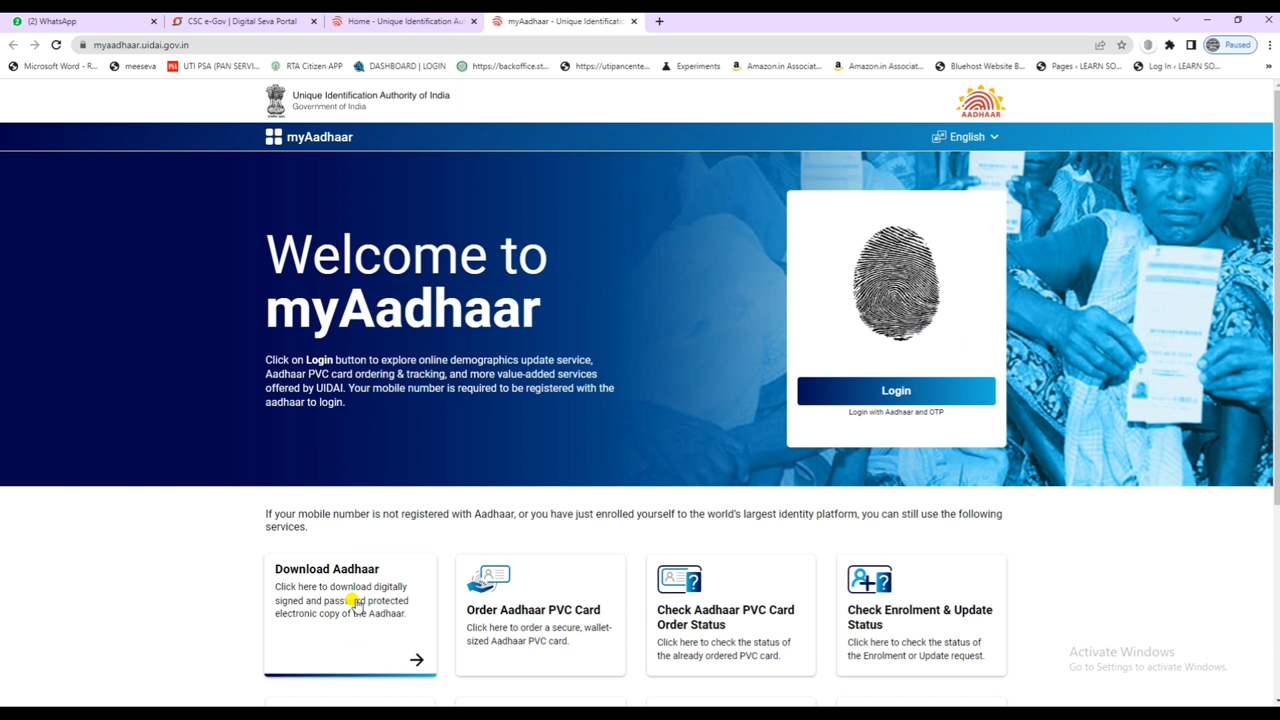 (2) WhatsApp
CSC e-Gov | Digital Seva Portal
Home - Unique Identification Au
myAadhaar - Unique Identificatio
myaadhaar.uidai.gov.in
Paused
Microsoft Word - R...
meeseva
UTI PSA (PAN SERVI...
RTA Citizen APP
DASHBOARD | LOGIN
https://backoffice.st...
https://utipancente...
Experiments
Amazon.in Associat...
Amazon.in Associat...
Bluehost Website B...
Pages ‹ LEARN SO...
Log In ‹ LEARN SO...
»
Unique Identification Authority of India
Government of India
AADHAAR
myAadhaar
English
Welcome to
myAadhaar
Click on Login button to explore online demographics update service,
Aadhaar PVC card ordering & tracking, and more value-added services
offered by UIDAI. Your mobile number is required to be registered with the
aadhaar to login.
Login
Login with Aadhaar and OTP
If your mobile number is not registered with Aadhaar, or you have just enrolled yourself to the world's largest identity platform, you can still use the following
services.
Download Aadhaar
Click here to download digitally
signed and password protected
electronic copy of the Aadhaar.
Order Aadhaar PVC Card
Click here to order a secure, wallet-
sized Aadhaar PVC card.
Check Aadhaar PVC Card
Order Status
Click here to check the status of
the already ordered PVC card.
Check Enrolment & Update
Status
Click here to check the status of
the Enrolment or Update request.
Activate Windows
Go to Settings to activate Windows.